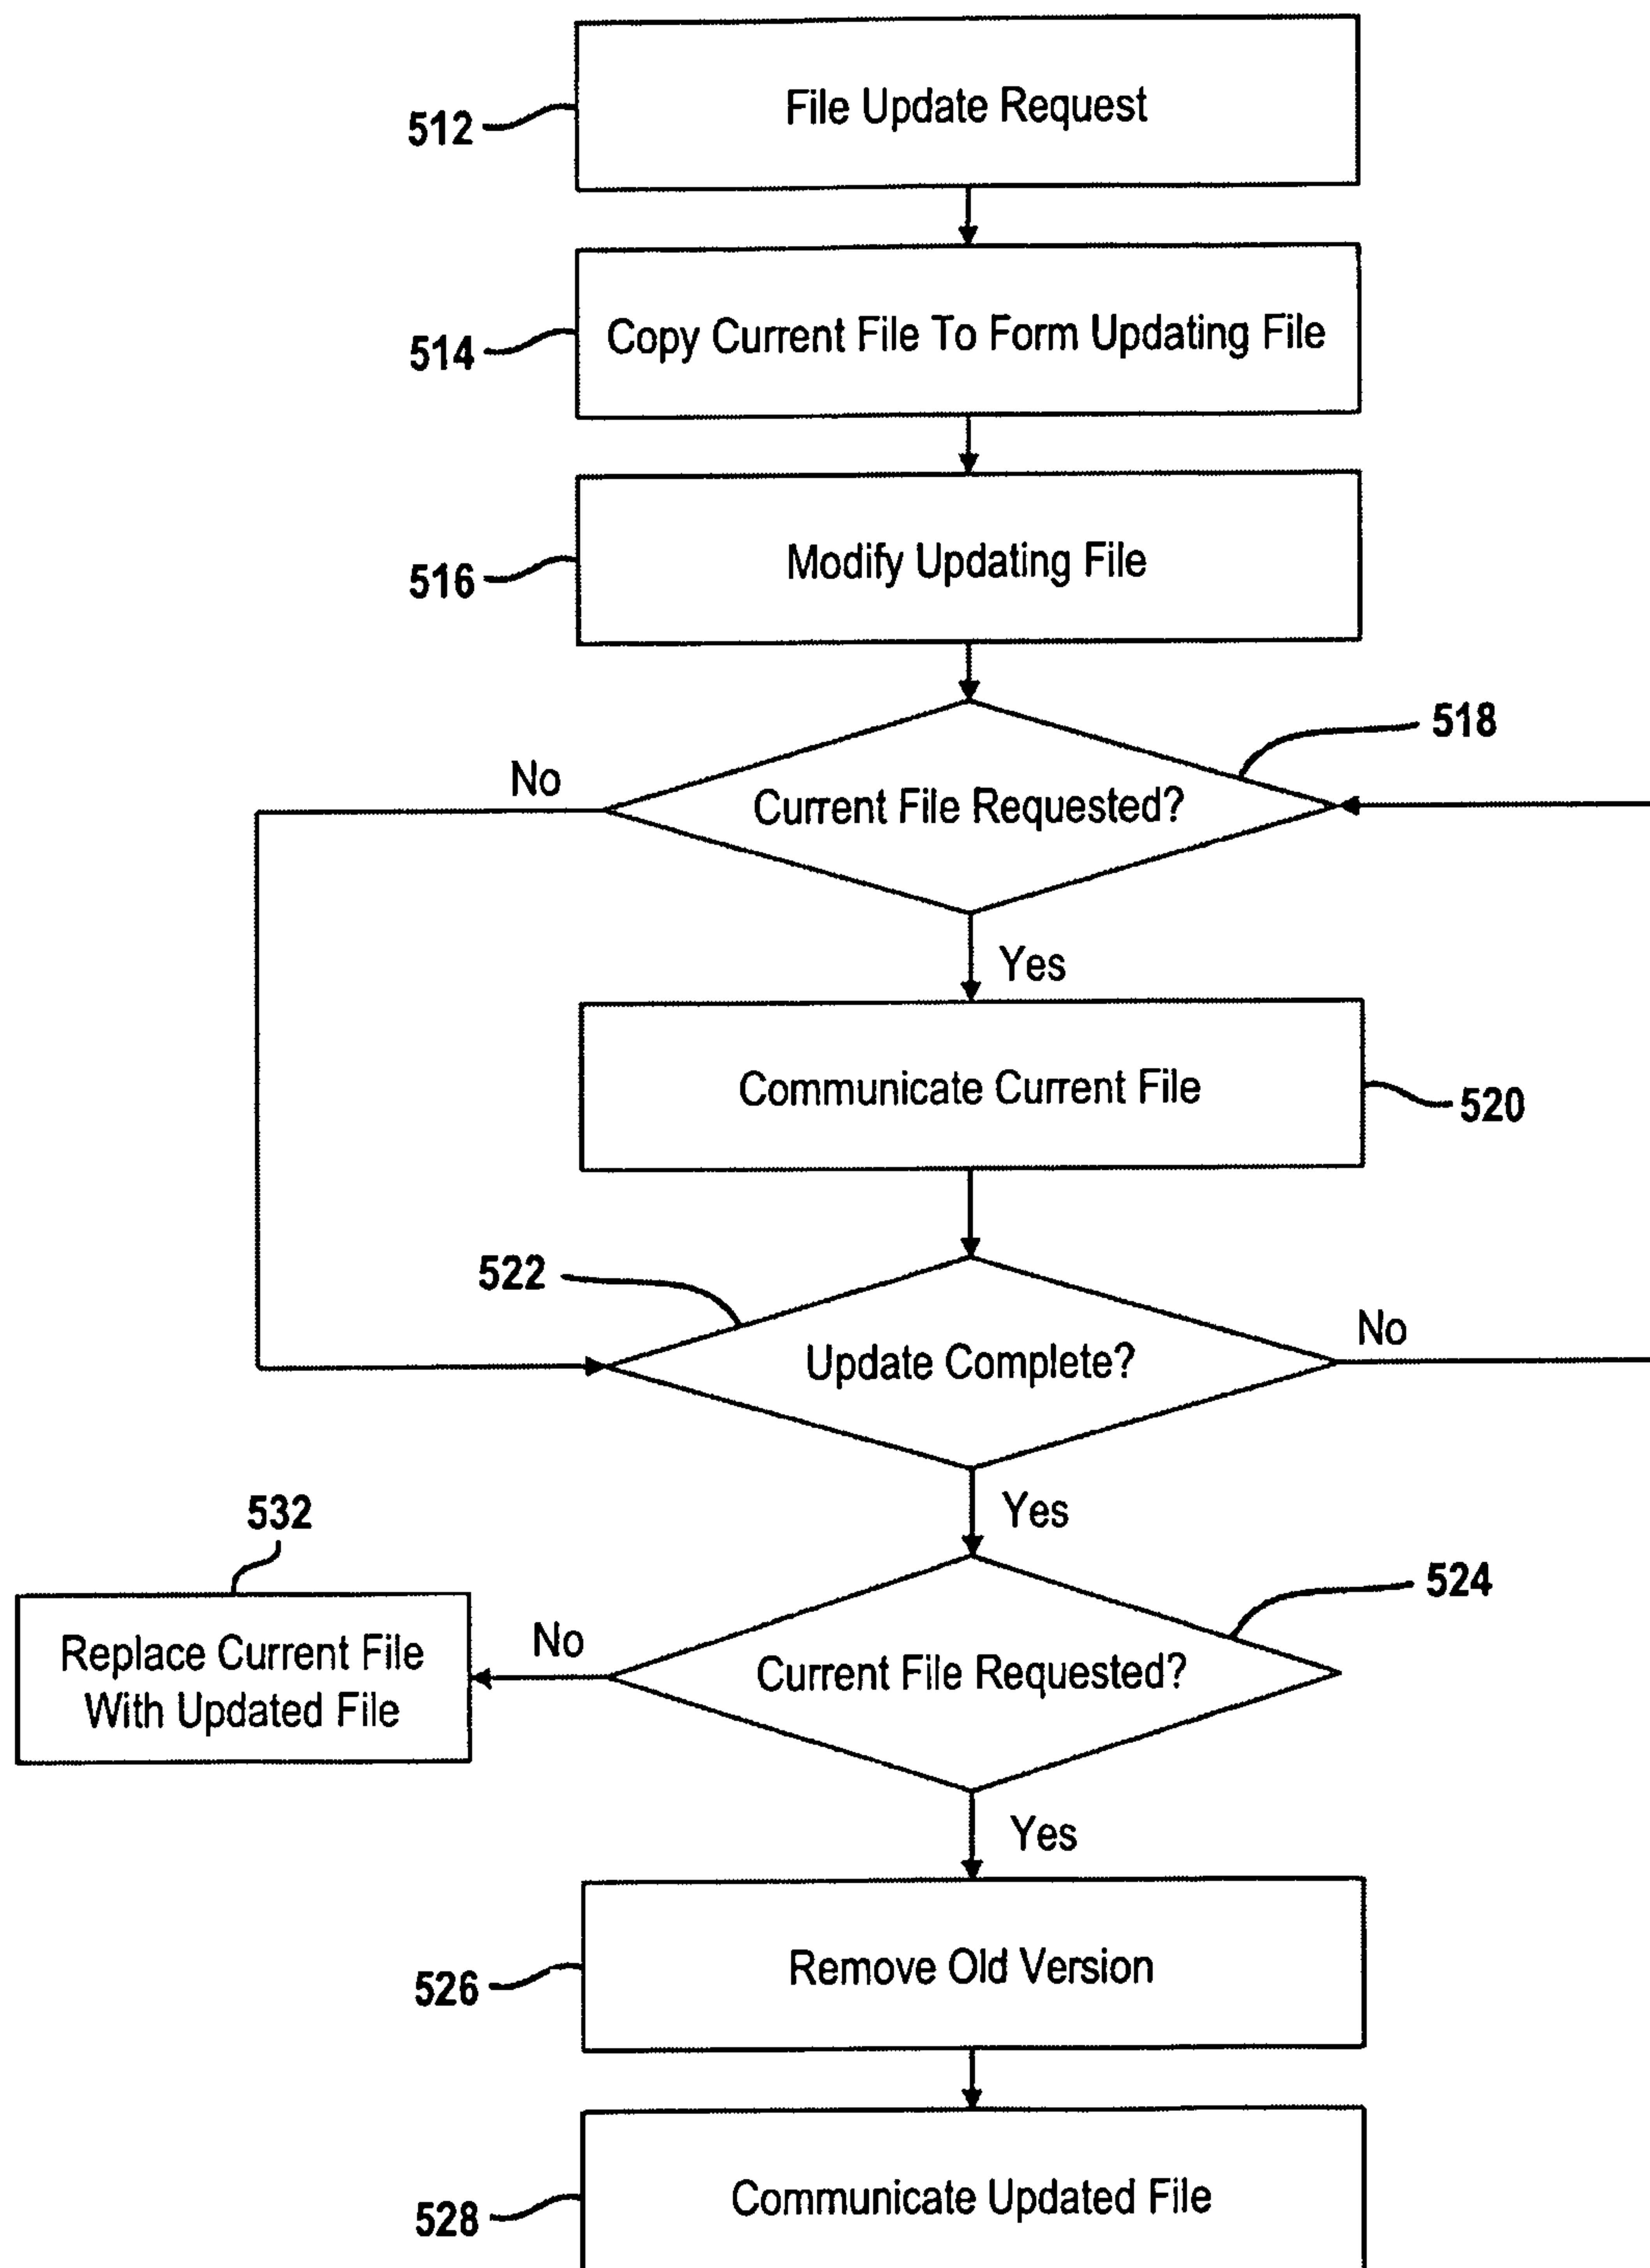 File Update Request
512
Copy Current File To Form Updating File
514
Modify Updating File
516
518
No
Current File Requested?
Yes
Communicate Current File
520
522
No
Update Complete?
Yes
532
524
Replace Current File
With Updated File
No
Current File Requested?
Yes
Remove Old Version
526
Communicate Updated File
528